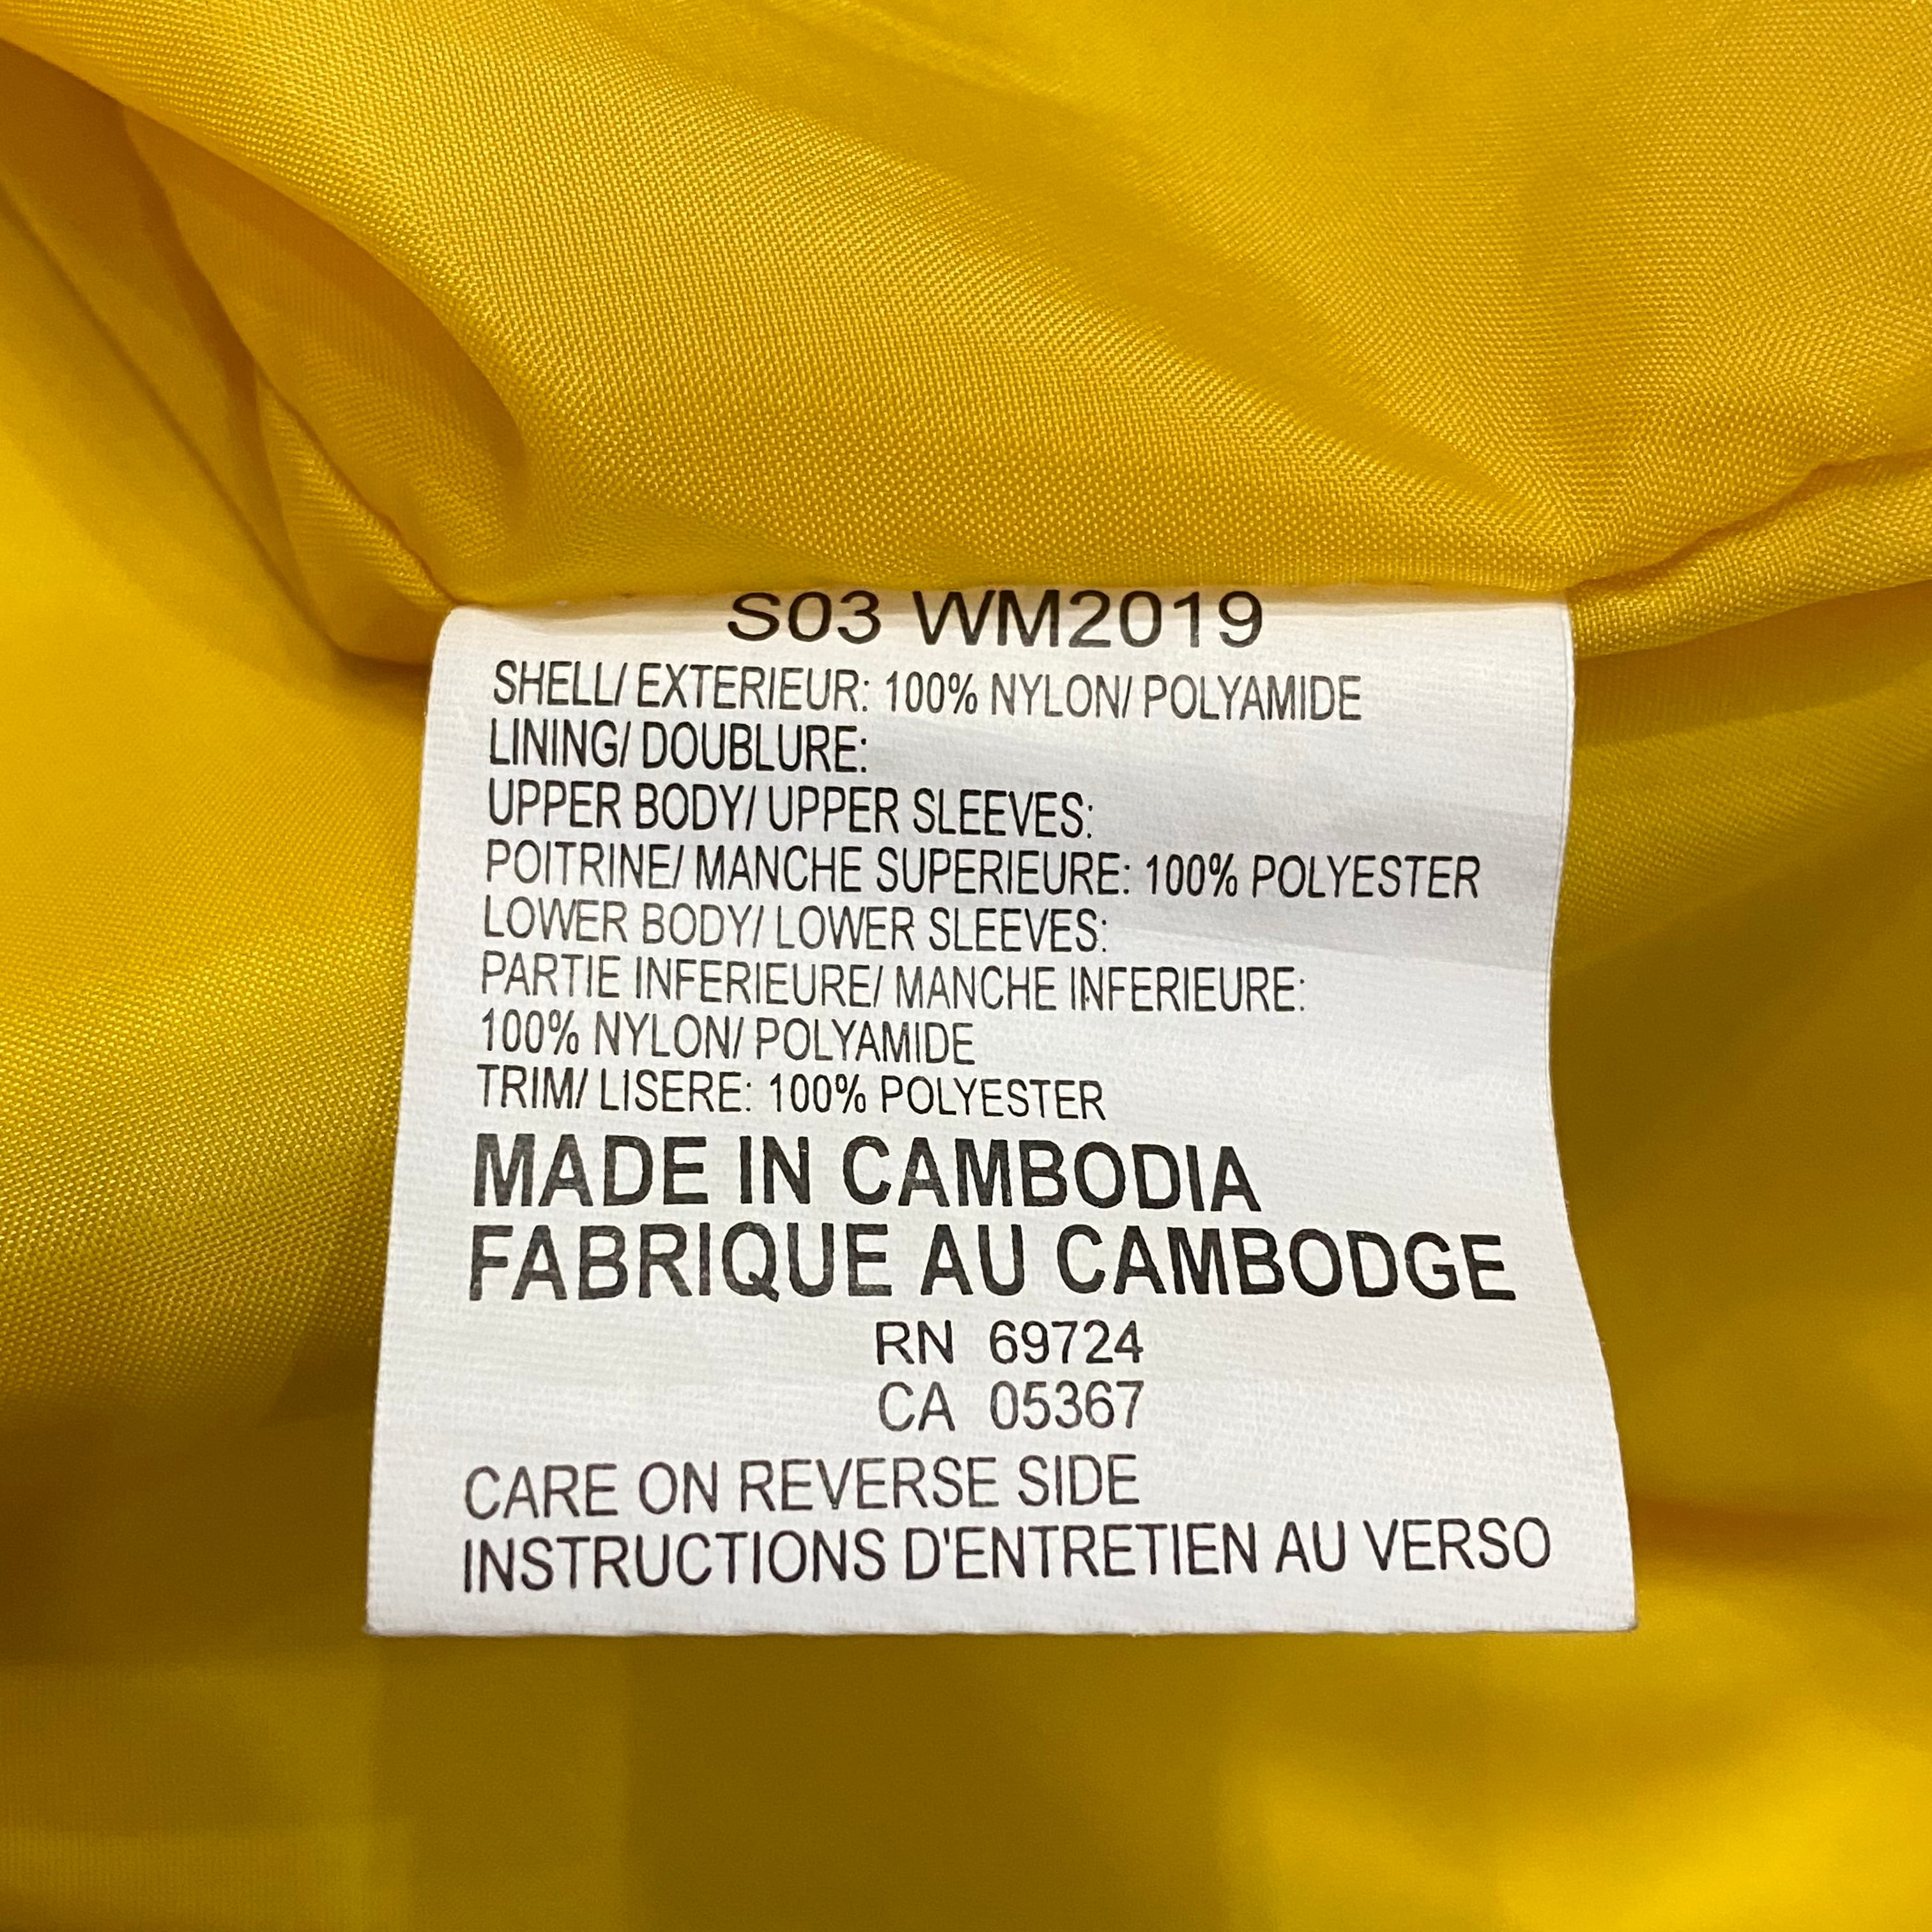 S03 WM2019
SHELL/ EXTERIEUR: 100% NYLON/ POLYAMIDE
LINING/ DOUBLURE:
UPPER BODY/ UPPER SLEEVES:
POITRINE/ MANCHE SUPERIEURE: 100% POLYESTER
LOWER BODY/ LOWER SLEEVES:
PARTIE INFERIEURE/ MANCHE INFERIEURE:
100% NYLON/ POLYAMIDE
TRIM/ LISERE: 100% POLYESTER
MADE IN CAMBODIA
FABRIQUE AU CAMBODGE
RN 69724
CA 05367
CARE ON REVERSE SIDE
INSTRUCTIONS D'ENTRETIEN AU VERSO